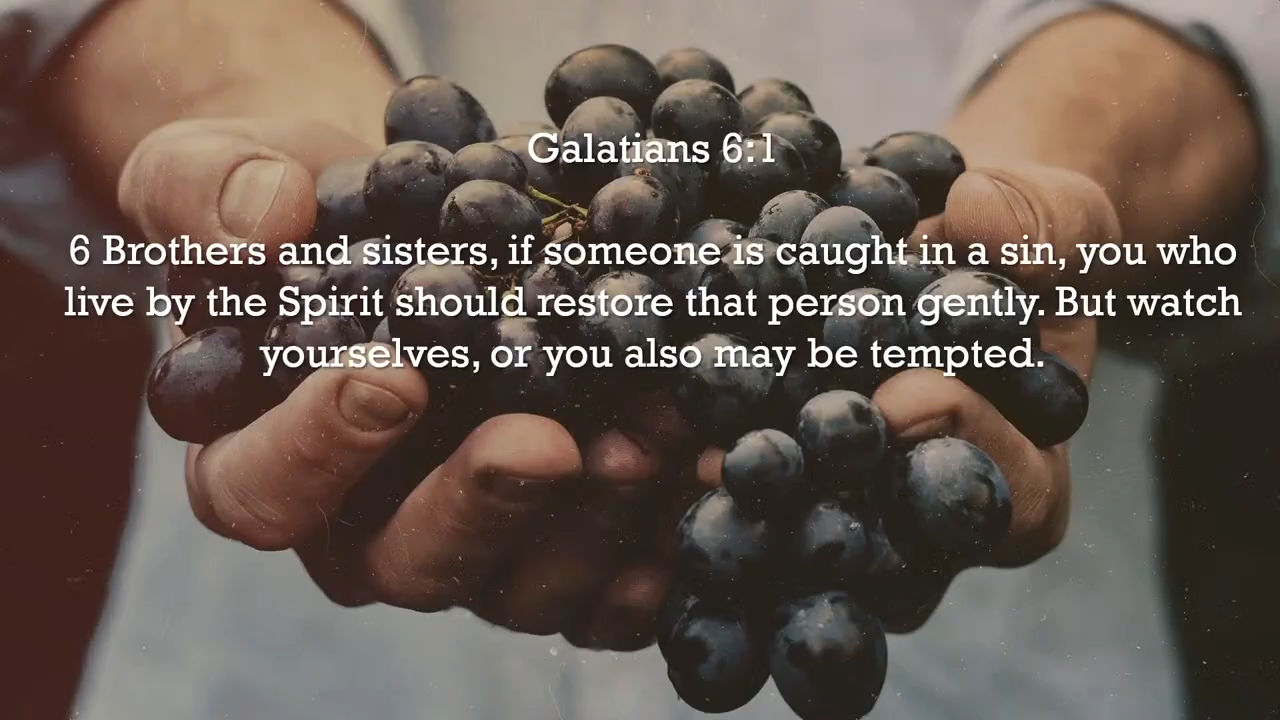 Galatians 6:1
6 Brothers and sisters, if someone is caught in a sin, you who
live by the Spirit should restore that person gently. But watch
yourselves, or you also may be tempted.